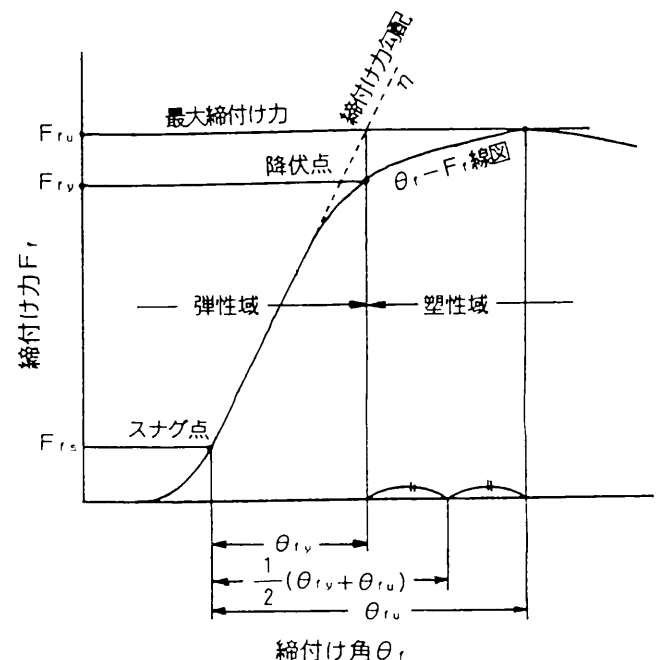 締付け力勾配
η
最大締付け力
Ffu
降伏点
Ffy
θf－Ff線図
締付け力Ff
弾性域
塑性域
スナグ点
Ffs
θfy
1/2(θfy＋θfu)
θfu
締付け角θf